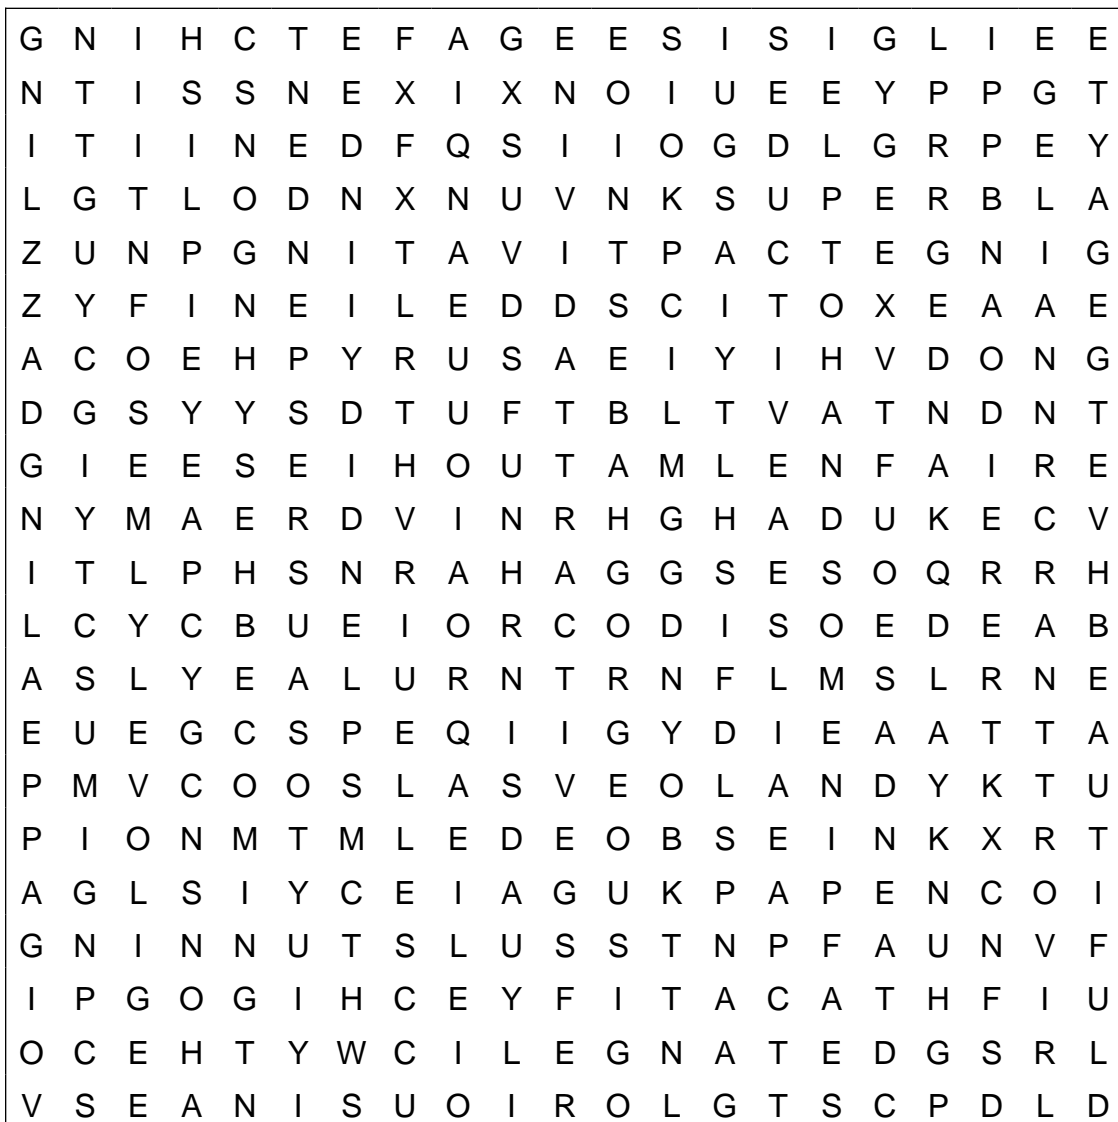 G N I H C T E F A G E E S I S I G L I E E
N T I S S N E X I X N O I U E E Y P P G T
I T I I N E D F Q S I I O G D L G R P E Y
L G T L O D N X N U V N K S U P E R B L A
Z U N P G N I T A V I T P A C T E G N I G
Z Y F I N E I L E D D S C I T O X E A A E
A C O E H P Y R U S A E I Y I H V D O N G
D G S Y Y S D T U F T B L T V A T N D N T
G I E E S E I H O U T A M L E N F A I R E
N Y M A E R D V I N R H G H A D U K E C V
I T L P H S N R A H A G G S E S O Q R R H
L C Y C B U E I O R C O D I S O E D E A B
A S L Y E A L U R N T R N F L M S L R N E
E U E G C S P E Q I I G Y D I E A A T T A
P M V C O O S L A S V E O L A N D Y K T U
P I O N M T M L E D E O B S E I N K X R T
A G L S I Y C E I A G U K P A P E N C O I
G N I N N U T S L U S S T N P F A U N V F
I P G O G I H C E Y F I T A C A T H F I U
O C E H T Y W C I L E G N A T E D G S R L
V S E A N I S U O I R O L G T S C P D L D